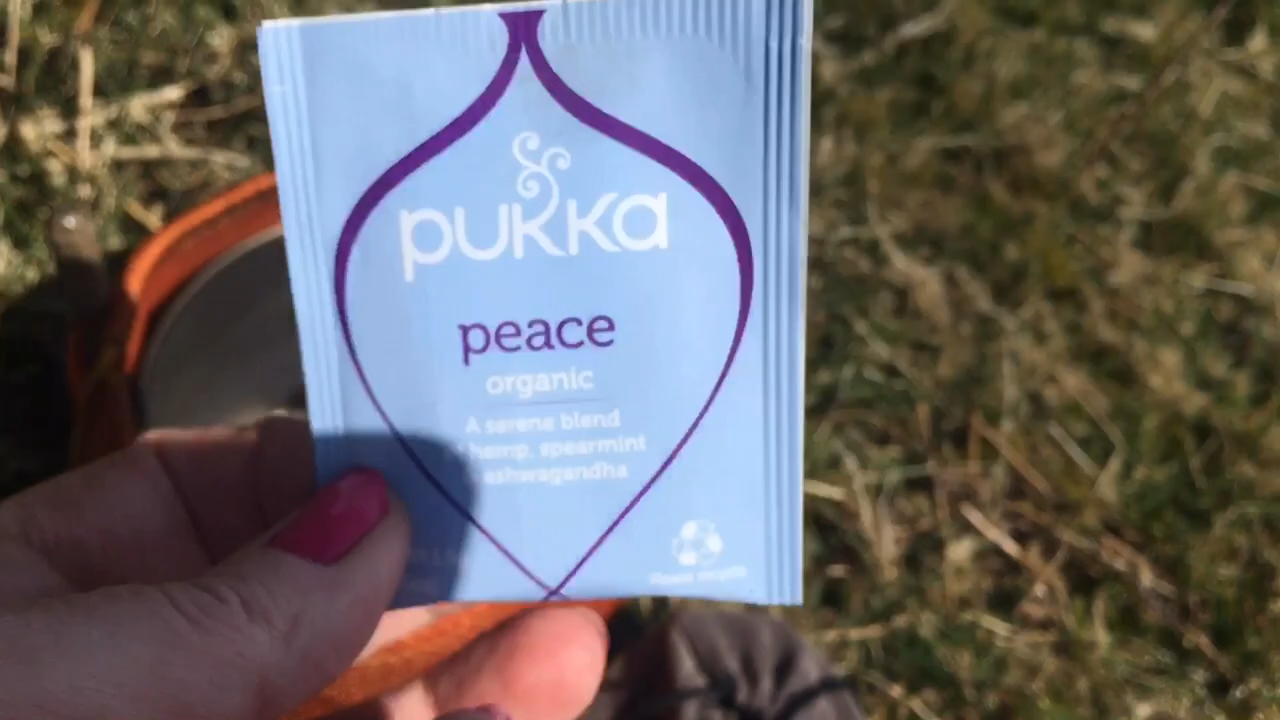 pukka
peace
organic
A serene blend
hemp, spearmint
ashwagandha